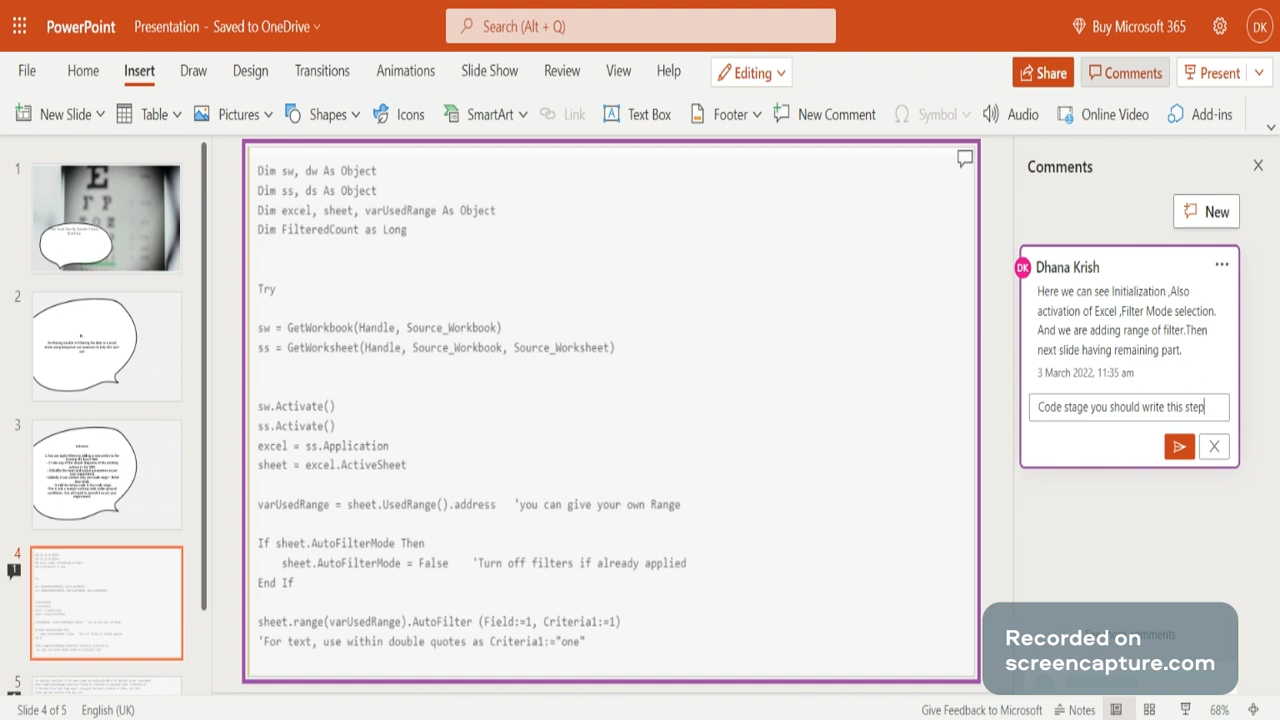 PowerPoint
Presentation - Saved to OneDrive
Search (Alt + Q)
Buy Microsoft 365
DK
File Home Insert Draw Design Transitions Animations Slide Show Review View Help Editing Share Comments Present
New Slide Table Pictures Shapes Icons SmartArt Link Text Box Footer New Comment Symbol Audio Online Video Add-ins
1
2
3
4
1
5
Dim sw, dw As Object
Dim ss, ds As Object
Dim excel, sheet, varUsedRange As Object
Dim FilteredCount as Long
Try
sw = GetWorkbook(Handle, Source_Workbook)
ss = GetWorksheet(Handle, Source_Workbook, Source_Worksheet)
sw.Activate()
ss.Activate()
excel = ss.Application
sheet = excel.ActiveSheet
varUsedRange = sheet.UsedRange().address 'you can give your own Range
If sheet.AutoFilterMode Then
sheet.AutoFilterMode = False 'Turn off filters if already applied
End If
sheet.range(varUsedRange).AutoFilter (Field:=1, Criteria1:=1)
'For text, use within double quotes as Criteria1:="one"
Comments
New
DK Dhana Krish
Here we can see Initialization ,Also
activation of Excel ,Filter Mode selection.
And we are adding range of filter.Then
next slide having remaining part.
3 March 2022, 11:35 am
Code stage you should write this step
Recorded on
screencapture.com
Slide 4 of 5 English (UK)
Give Feedback to Microsoft Notes 68%